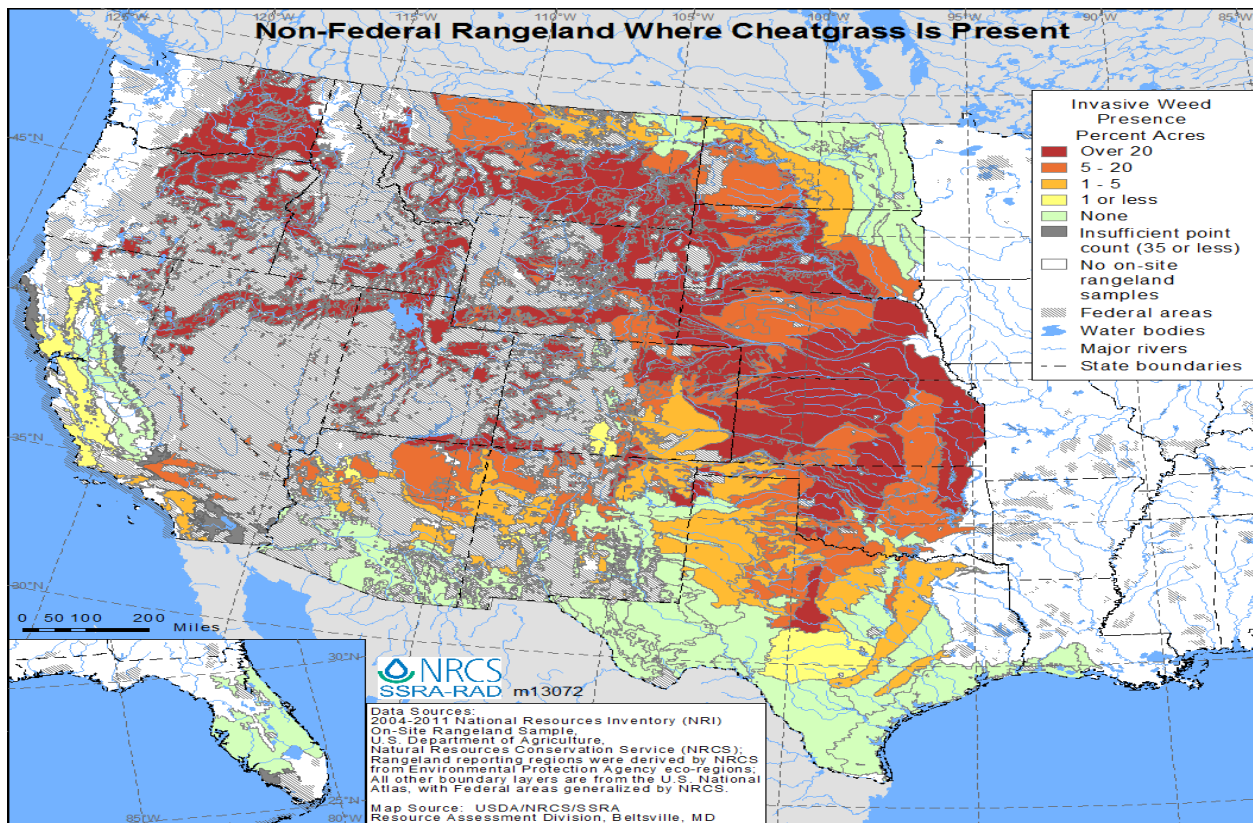 125°W
120°W
115°W
110°W
105°W
100°W
95°W
90°W
85°W
Non-Federal Rangeland Where Cheatgrass Is Present
45°N
35°N
30°N
Invasive Weed
Presence
Percent Acres
Over 20
5 - 20
1 - 5
1 or less
None
Insufficient point
count (35 or less)
No on-site
rangeland
samples
Federal areas
Water bodies
Major rivers
State boundaries
0 50 100 200
Miles
30°N
25°N
85°W
80°W
NRCS
SSRA-RAD m13072
Data Sources:
2004-2011 National Resources Inventory (NRI)
On-Site Rangeland Sample,
U.S. Department of Agriculture,
Natural Resources Conservation Service (NRCS);
Rangeland reporting regions were derived by NRCS
from Environmental Protection Agency eco-regions;
All other boundary layers are from the U.S. National
Atlas, with Federal areas generalized by NRCS.
Map Source: USDA/NRCS/SSRA
Resource Assessment Division, Beltsville, MD